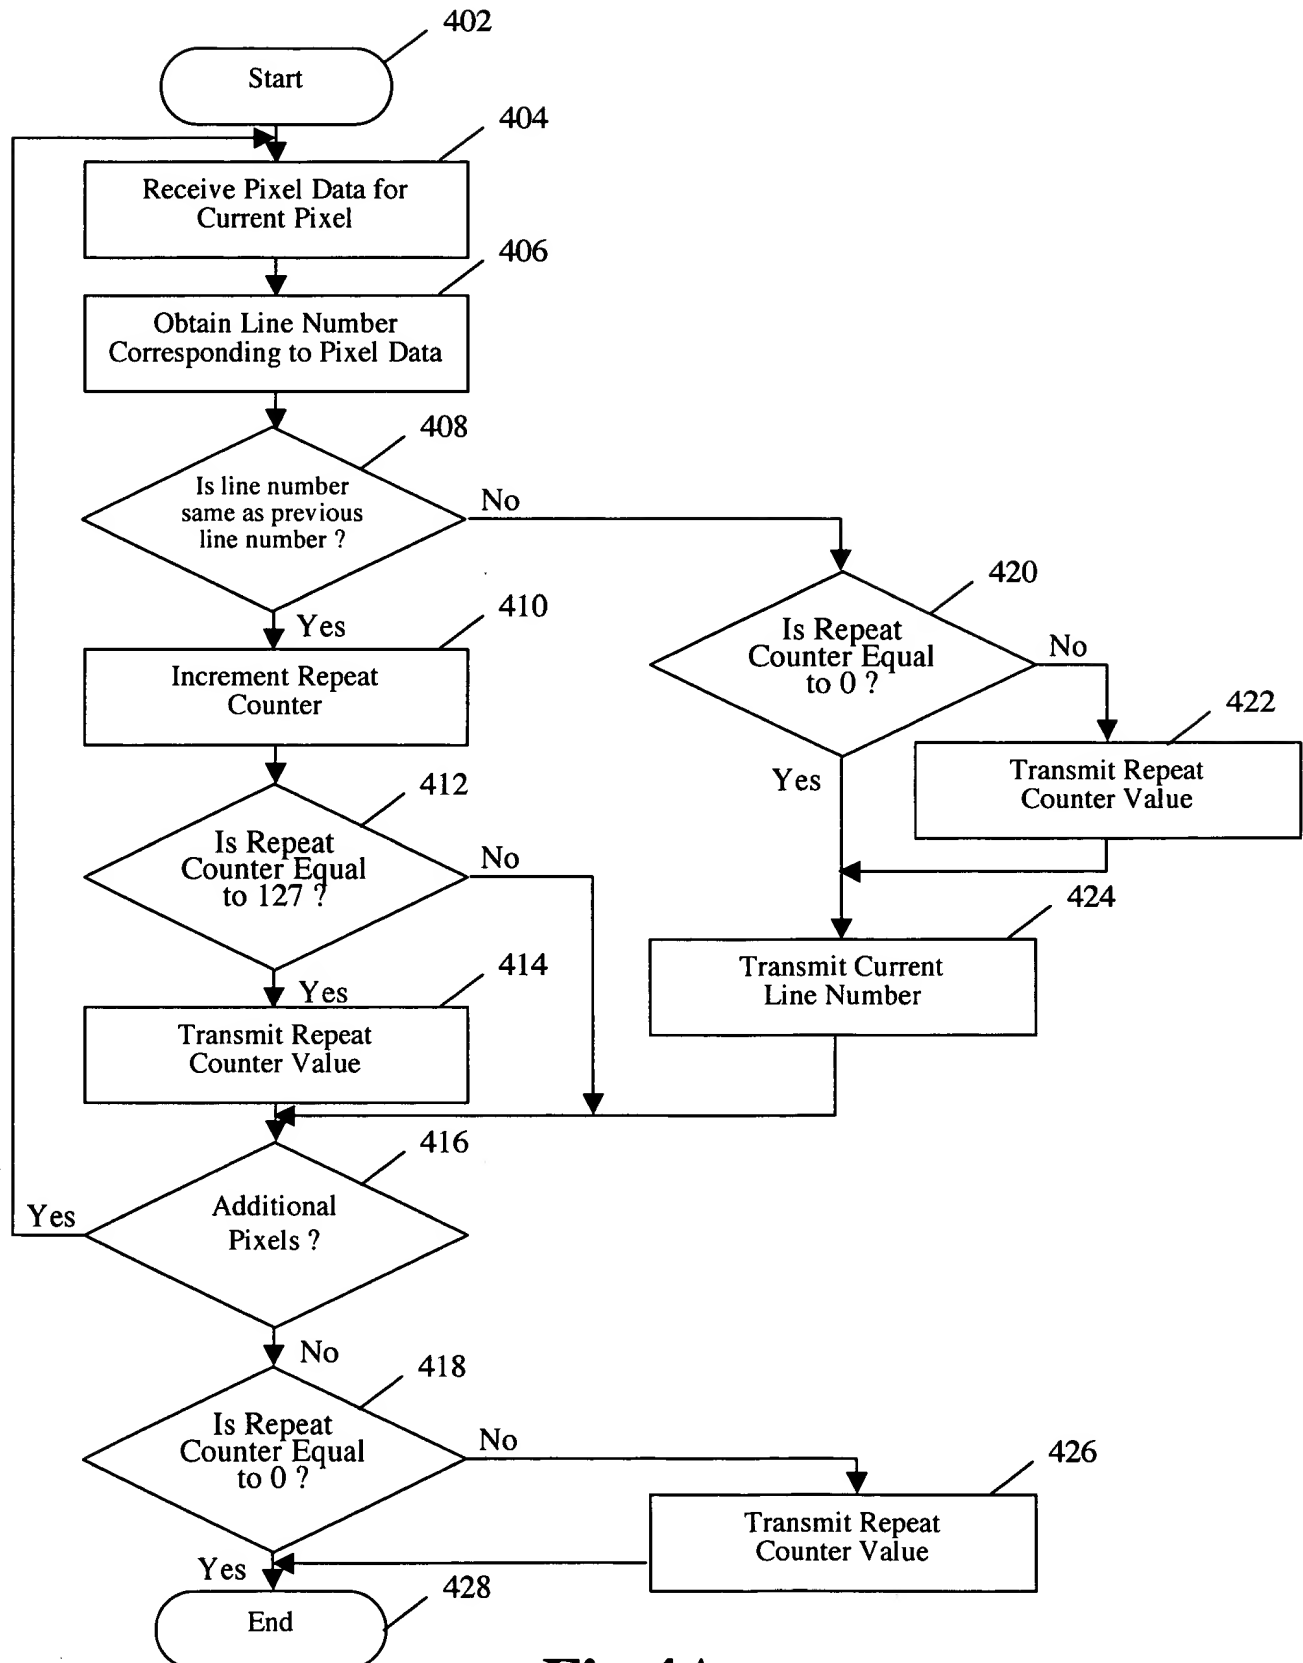 402
Start
404
Receive Pixel Data for
Current Pixel
406
Obtain Line Number
Corresponding to Pixel Data
408
Is line number
same as previous
line number ?
No
Yes
410
Increment Repeat
Counter
420
Is Repeat
Counter Equal
to 0 ?
No
Yes
422
Transmit Repeat
Counter Value
412
Is Repeat
Counter Equal
to 127 ?
No
Yes
424
Transmit Current
Line Number
414
Transmit Repeat
Counter Value
416
Additional
Pixels ?
Yes
No
418
Is Repeat
Counter Equal
to 0 ?
No
Yes
426
Transmit Repeat
Counter Value
428
End